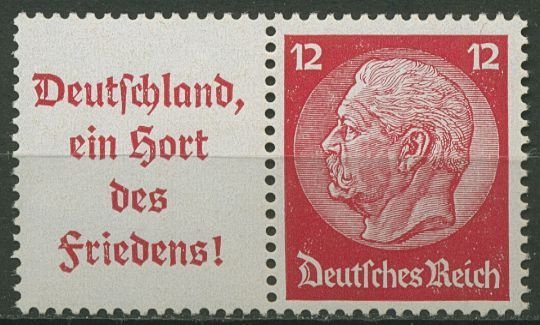 Deutschland,
ein Hort
des
Friedens!
12 12
Deutsches Reich